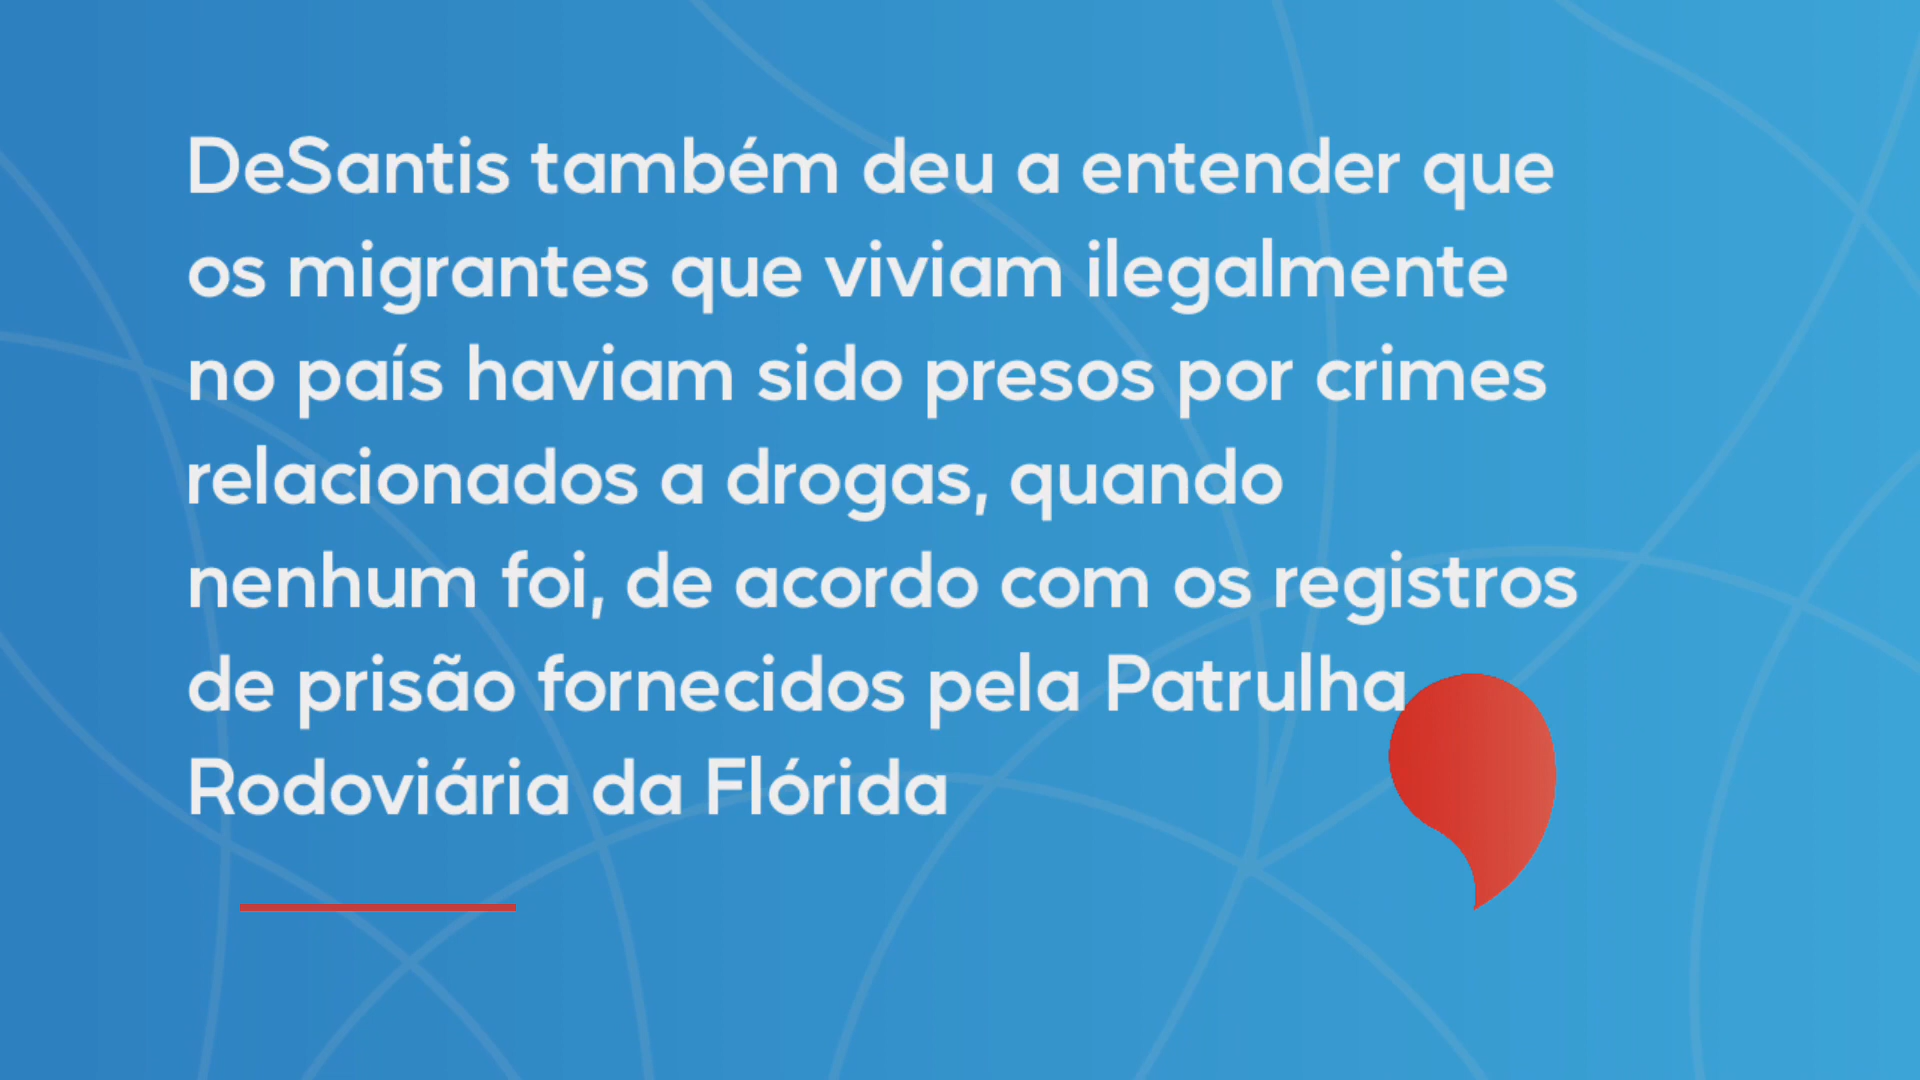 DeSantis também deu a entender que
os migrantes que viviam ilegalmente
no país haviam sido presos por crimes
relacionados a drogas, quando
nenhum foi, de acordo com os registros
de prisão fornecidos pela Patrulha
Rodoviária da Flórida